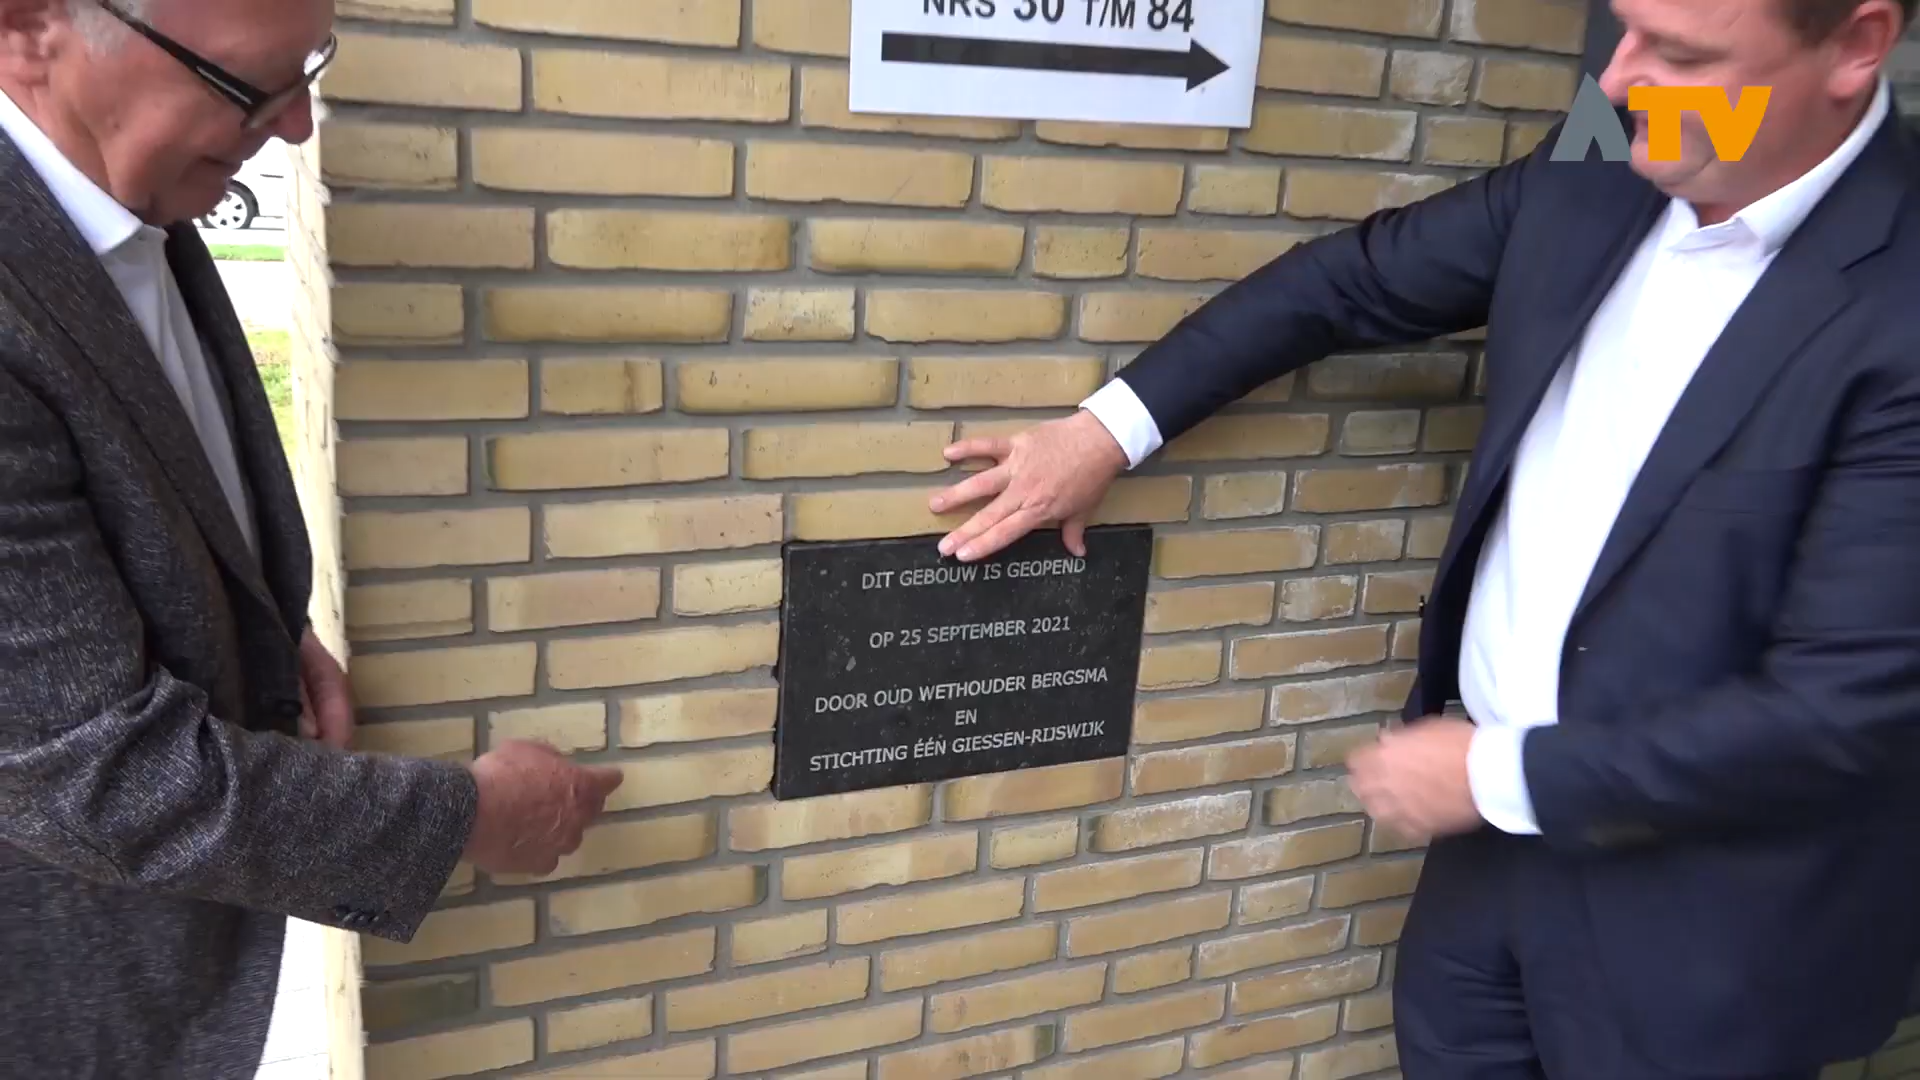 NRS 30 T/M 84
ATV
DIT GEBOUW IS GEOPEND
OP 25 SEPTEMBER 2021
DOOR OUD WETHOUDER BERGSMA
EN
STICHTING ÉÉN GIESSEN-RIJSWIJK